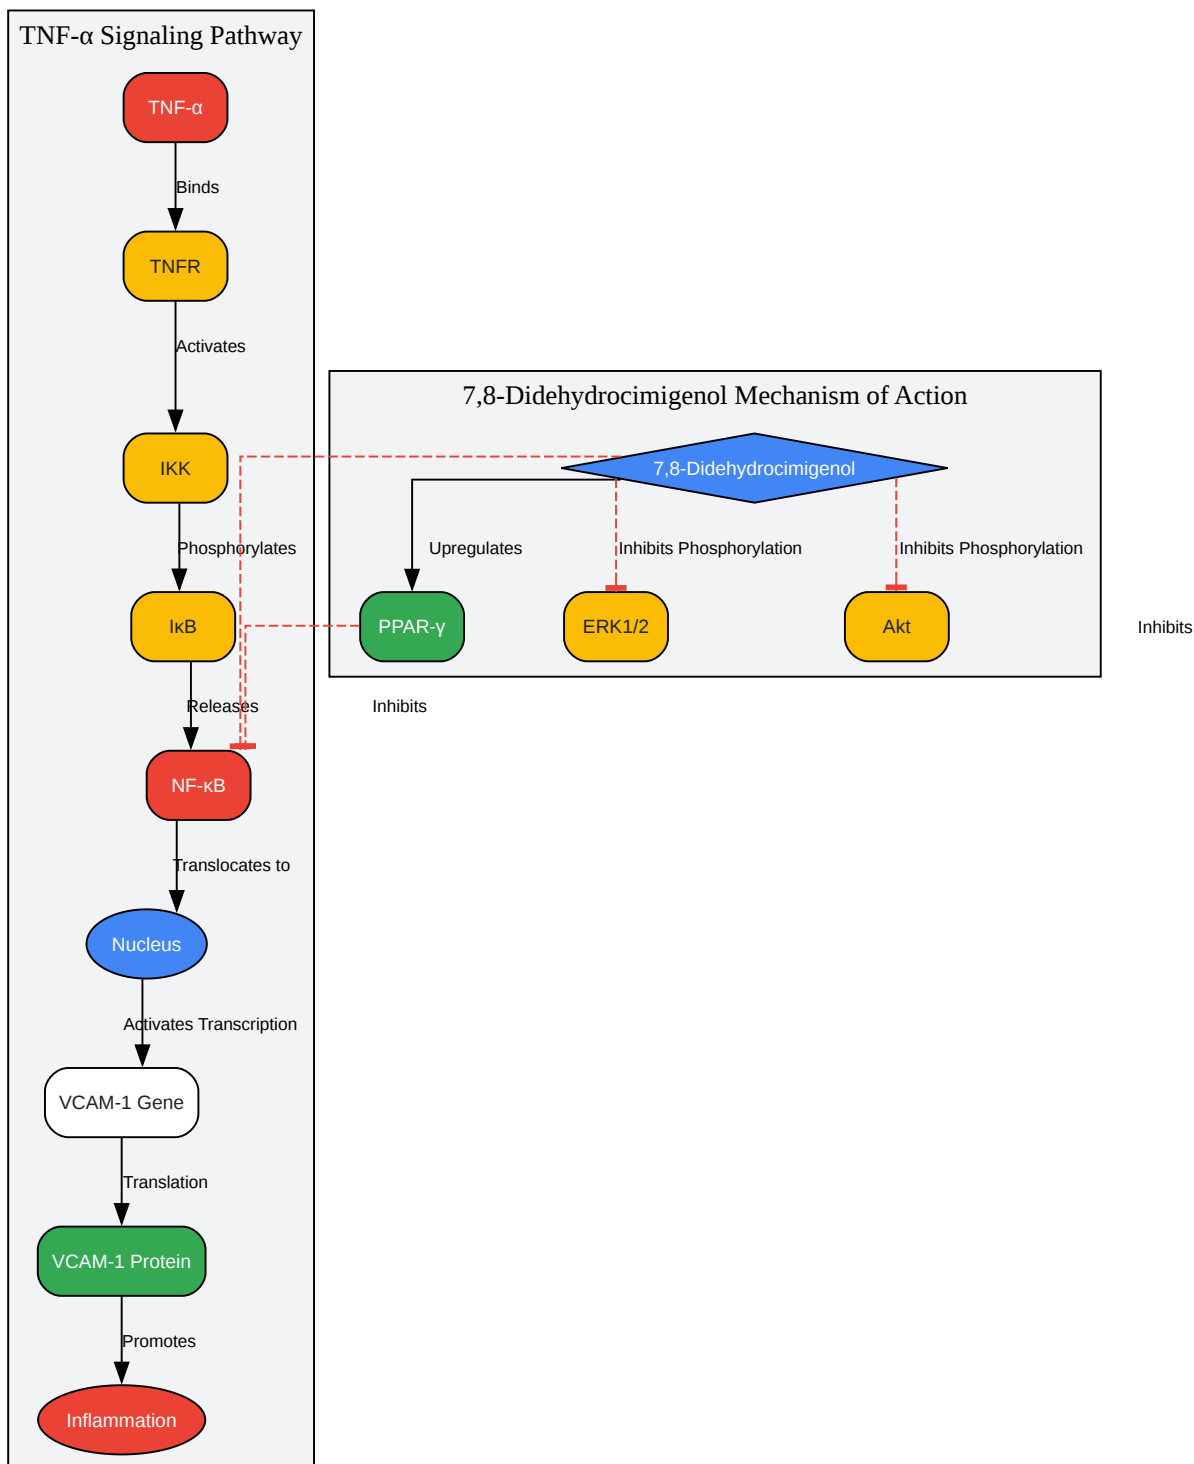 TNF-α Signaling Pathway
TNF-α
Binds
TNFR
Activates
IKK
Phosphorylates
IκB
Releases
NF-κB
Translocates to
Nucleus
Activates Transcription
VCAM-1 Gene
Translation
VCAM-1 Protein
Promotes
Inflammation
7,8-Didehydrocimigenol Mechanism of Action
7,8-Didehydrocimigenol
Upregulates
Inhibits Phosphorylation
Inhibits Phosphorylation
PPAR-γ
ERK1/2
Akt
Inhibits
Inhibits